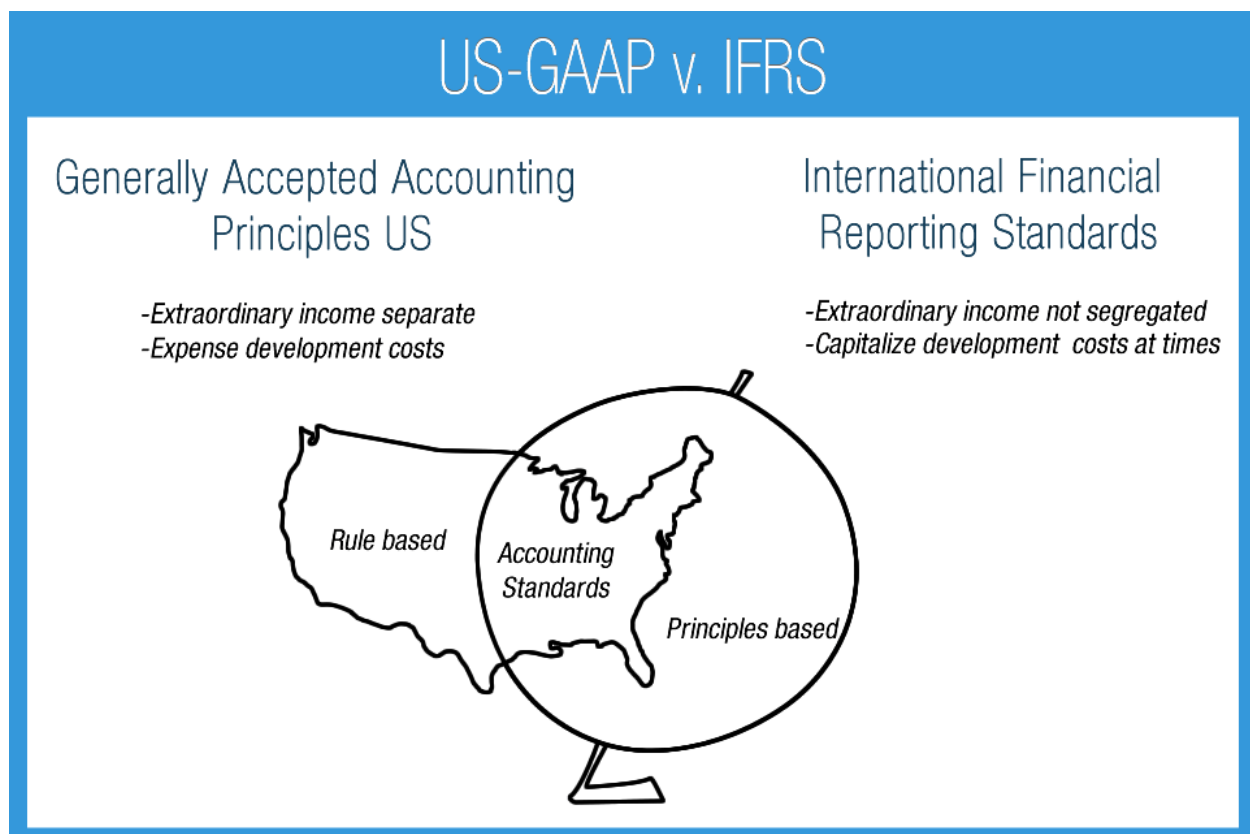 US-GAAP v. IFRS
Generally Accepted Accounting
Principles US
-Extraordinary income separate
-Expense development costs
International Financial
Reporting Standards
-Extraordinary income not segregated
-Capitalize development costs at times
Rule based
Accounting
Standards
Principles based